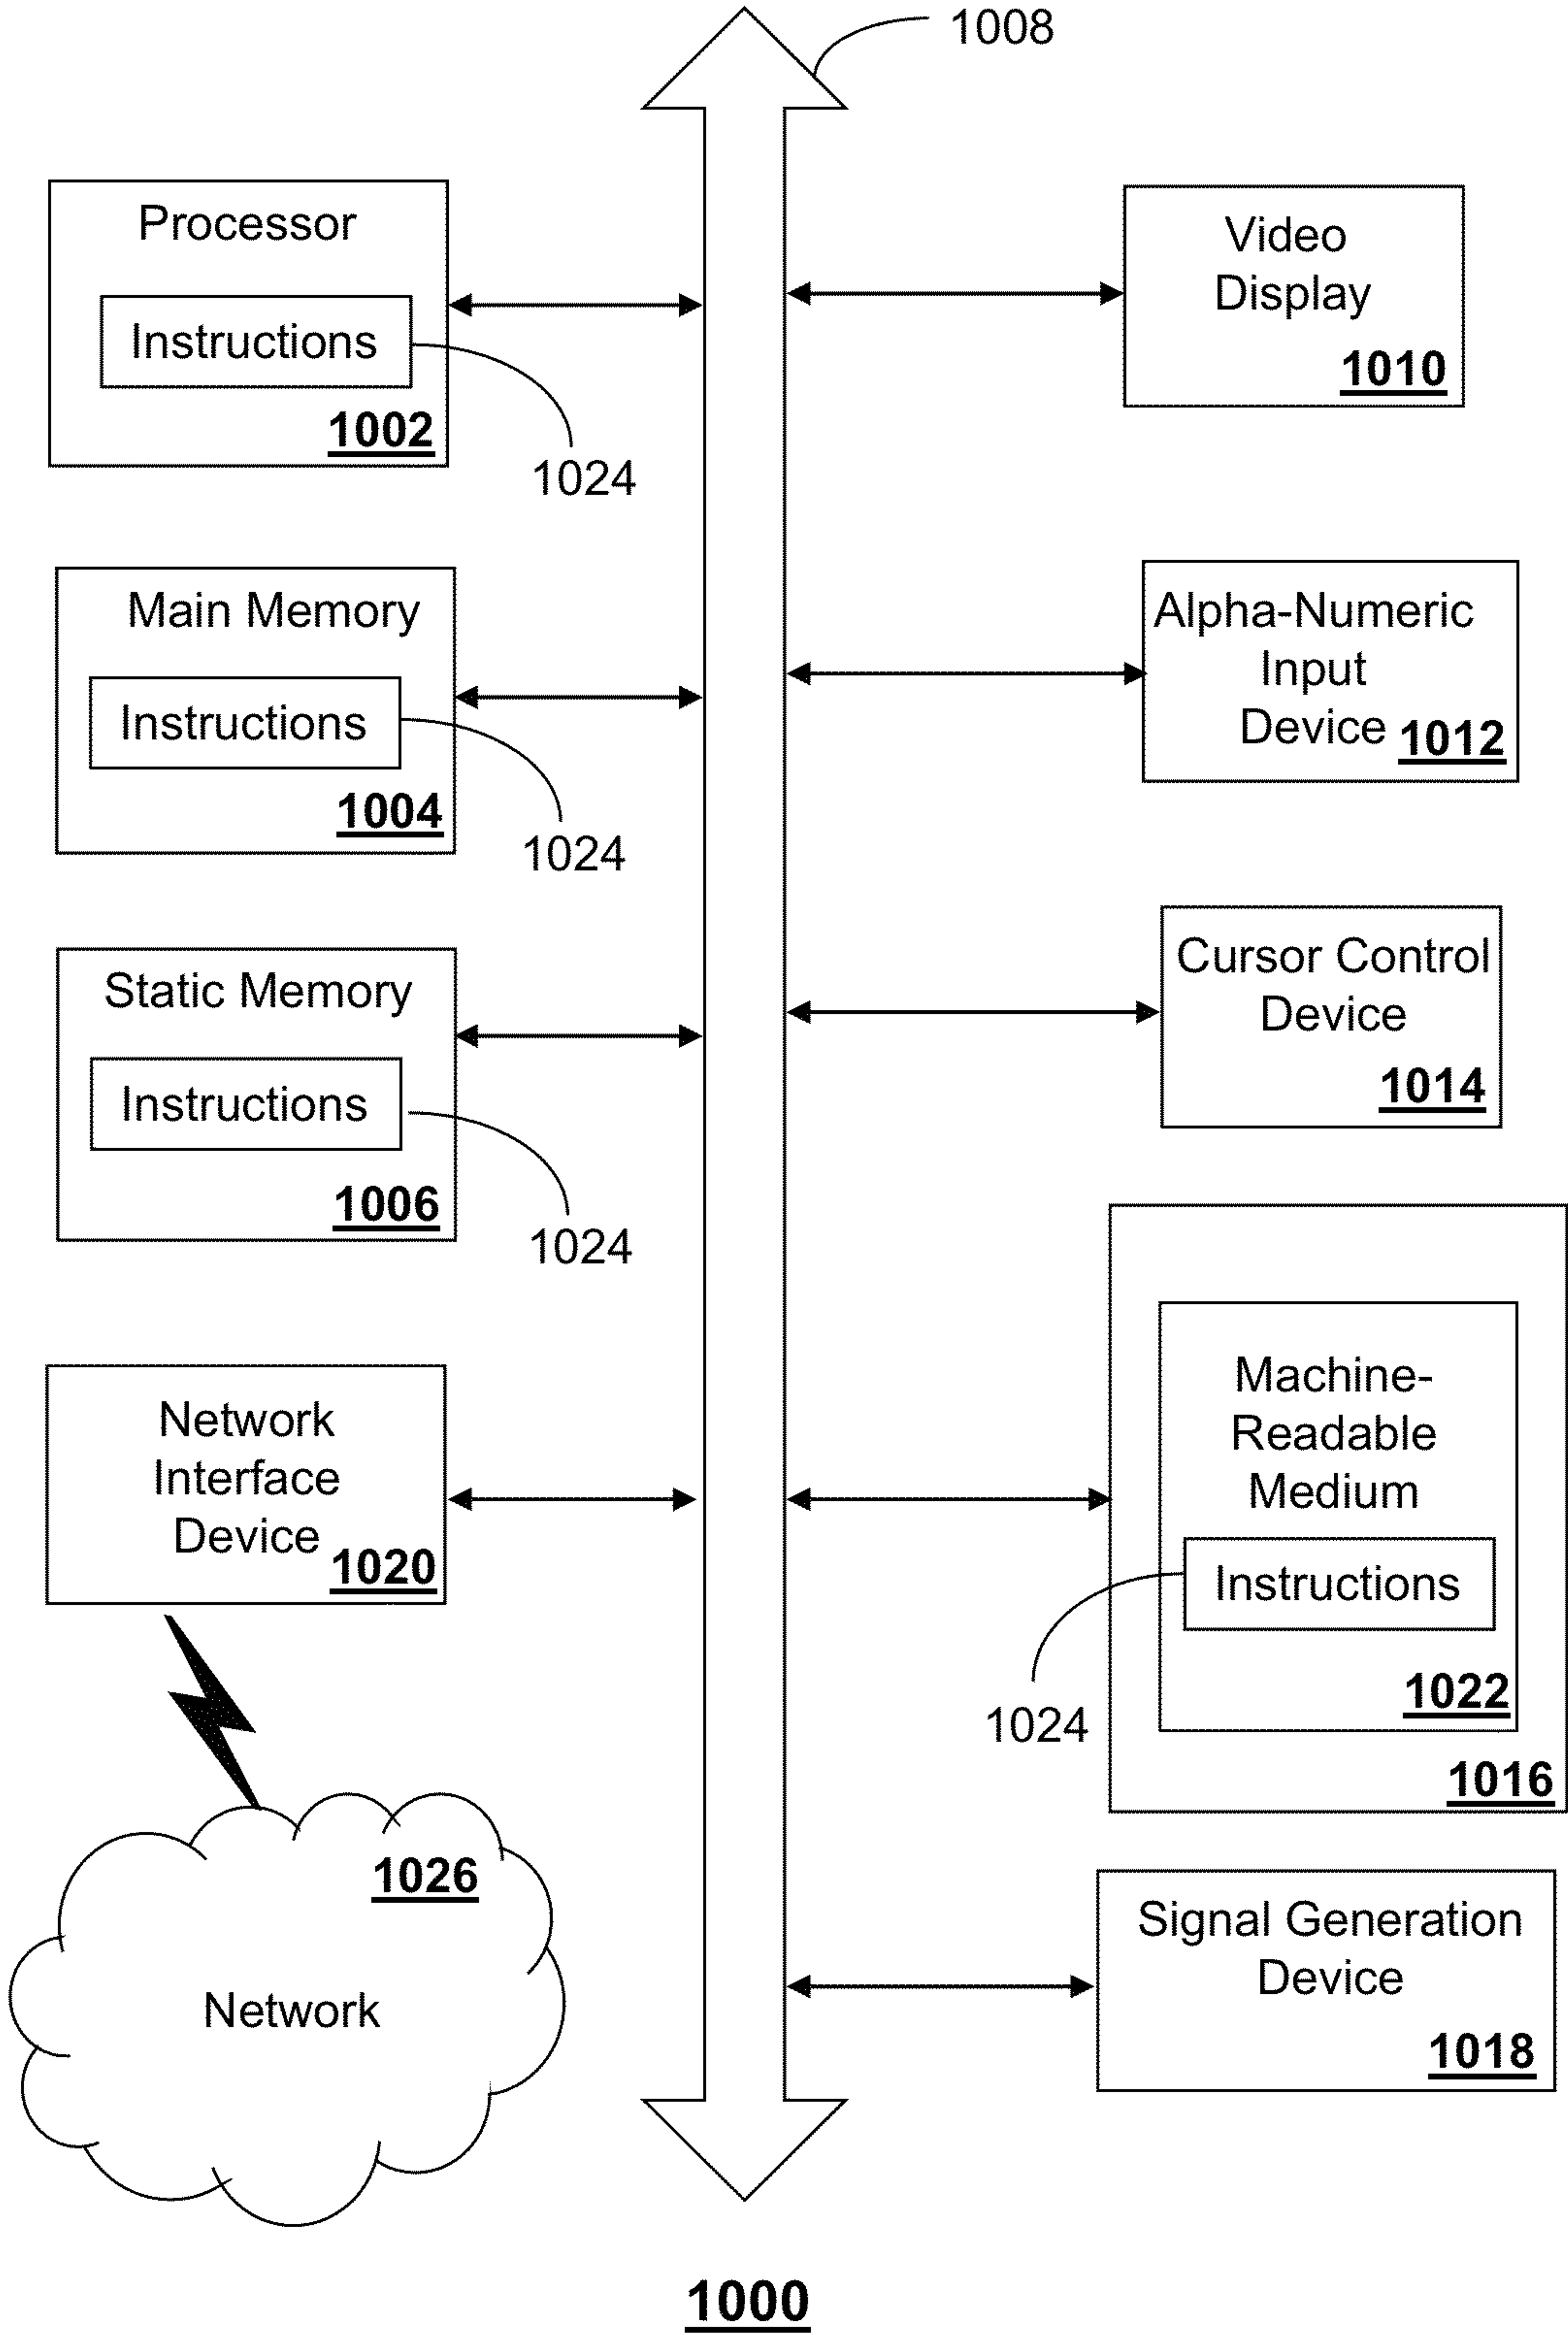 1008
Processor
Instructions
1002
1024
Main Memory
Instructions
1004
1024
Static Memory
Instructions
1006
1024
Network
Interface
Device
1020
1026
Network
Video
Display
1010
Alpha-Numeric
Input
Device 1012
Cursor Control
Device
1014
Machine-
Readable
Medium
Instructions
1022
1024
1016
Signal Generation
Device
1018
1000